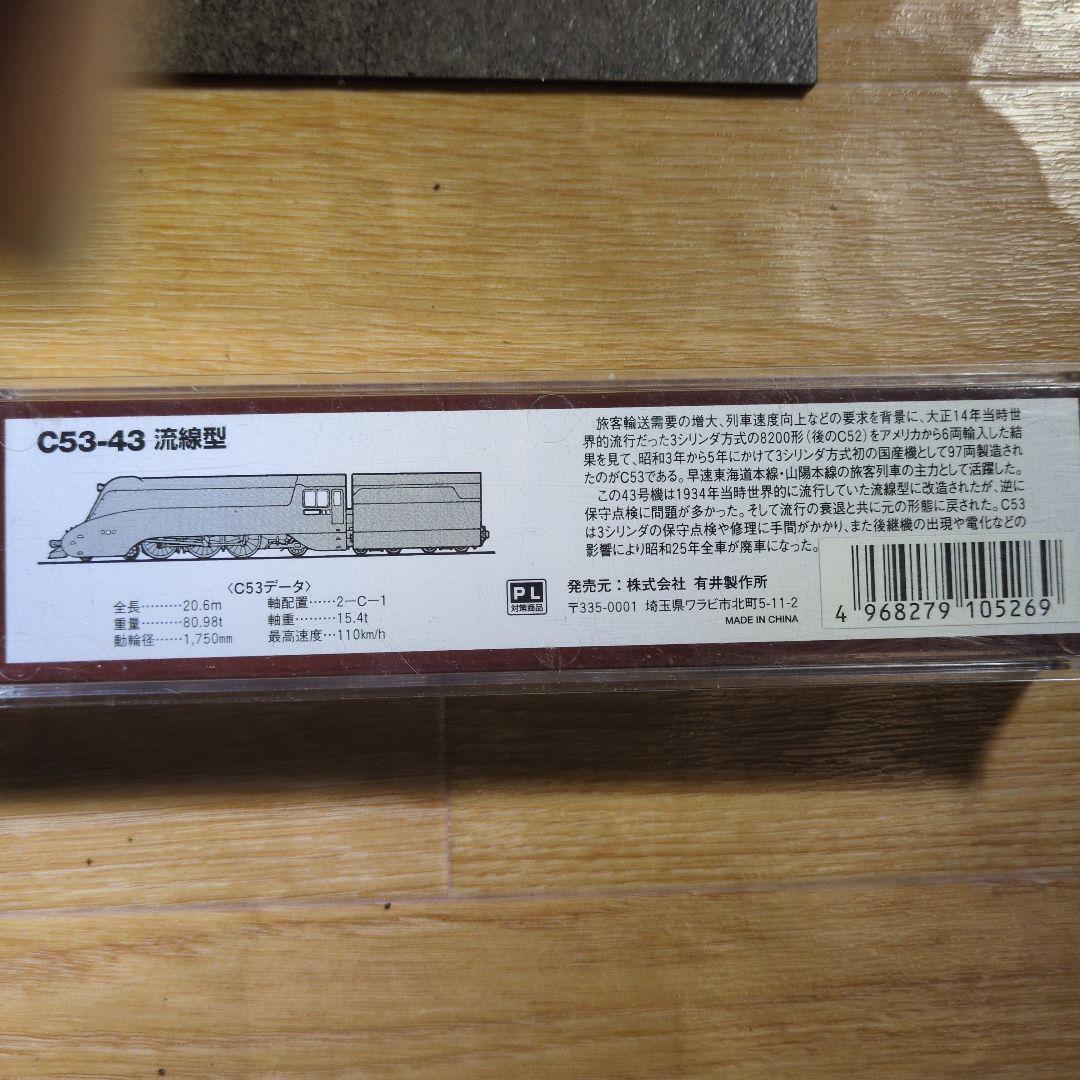 C53-43 流線型
〈C53データ〉
全長………20.6m
重量………80.98t
動輪径……1,750mm
軸配置……2-C-1
軸重………15.4t
最高速度…110km/h
旅客輸送需要の増大、列車速度向上などの要求を背景に、大正14年当時世
界的流行だった3シリンダ方式の8200形(後のC52)をアメリカから6両輸入した結
果を見て、昭和3年から5年にかけて3シリンダ方式初の国産機として97両製造され
たのがC53である。早速東海道本線・山陽本線の旅客列車の主力として活躍した。
この43号機は1934年当時世界的に流行していた流線型に改造されたが、逆に
保守点検に問題が多かった。そして流行の衰退と共に元の形態に戻された。C53
は3シリンダの保守点検や修理に手間がかかり、また後継機の出現や電化などの
影響により昭和25年全車が廃車になった。
PL
対策商品
発売元:株式会社 有井製作所
〒335-0001 埼玉県ワラビ市北町5-11-2
MADE IN CHINA
4 968279 105269